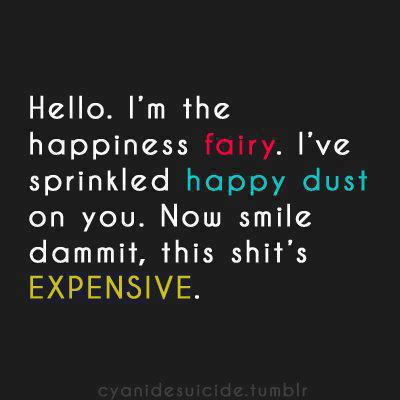 Hello. I'm the
happiness fairy. I've
sprinkled happy dust
on you. Now smile
dammit, this shit's
EXPENSIVE.
cyanidesuicide.tumblr